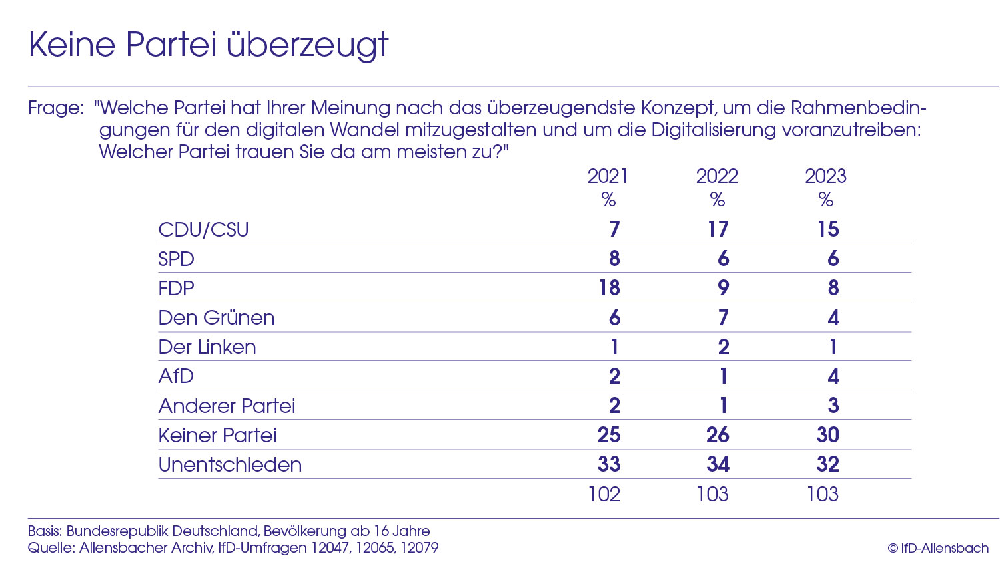 Keine Partei überzeugt
Frage: "Welche Partei hat Ihrer Meinung nach das überzeugendste Konzept, um die Rahmenbedin-
gungen für den digitalen Wandel mitzugestalten und um die Digitalisierung voranzutreiben:
Welcher Partei trauen Sie da am meisten zu?"
2021 2022 2023
% % %
CDU/CSU 7 17 15
SPD 8 6 6
FDP 18 9 8
Den Grünen 6 7 4
Der Linken 1 2 1
AfD 2 1 4
Anderer Partei 2 1 3
Keiner Partei 25 26 30
Unentschieden 33 34 32
102 103 103
Basis: Bundesrepublik Deutschland, Bevölkerung ab 16 Jahre
Quelle: Allensbacher Archiv, IfD-Umfragen 12047, 12065, 12079
© IfD-Allensbach